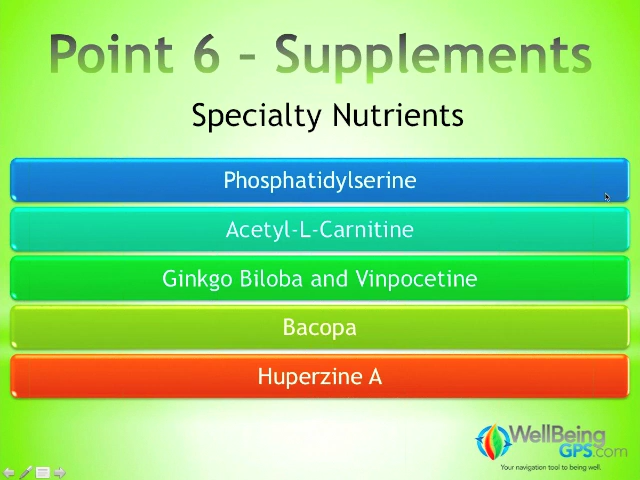 Point 6 - Supplements
Specialty Nutrients
Phosphatidylserine
Acetyl-L-Carnitine
Ginkgo Biloba and Vinpocetine
Bacopa
Huperzine A
WellBeing
GPS.com
Your navigation tool to being well.